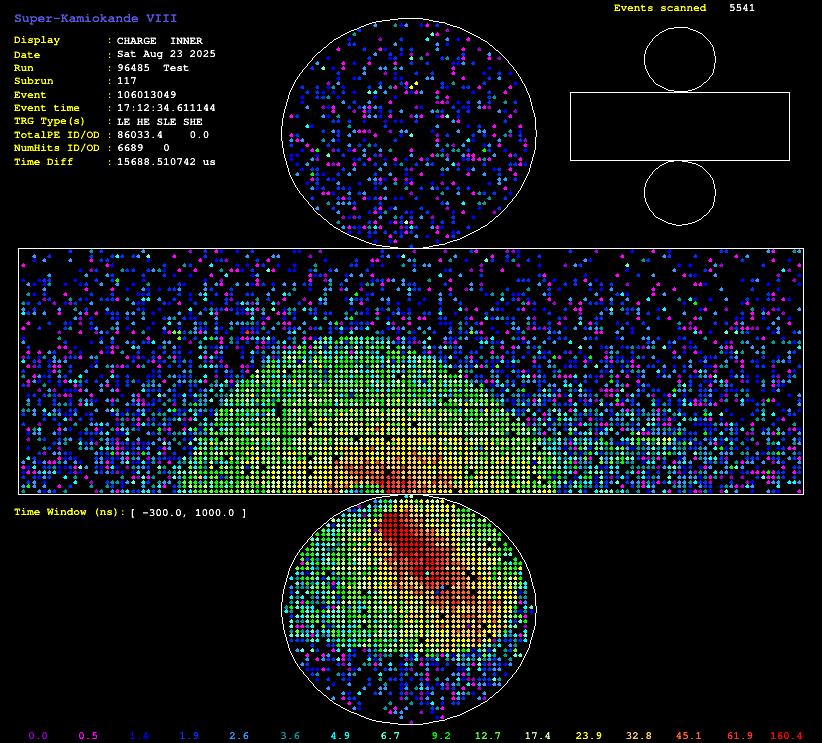 Super-Kamiokande VIII
Events scanned 5541
Display : CHARGE INNER
Date : Sat Aug 23 2025
Run : 96485 Test
Subrun : 117
Event : 106013049
Event time : 17:12:34.611144
TRG Type(s) : LE HE SLE SHE
TotalPE ID/OD : 86033.4 0.0
NumHits ID/OD : 6689 0
Time Diff : 15688.510742 us
Time Window (ns): [ -300.0, 1000.0 ]
0.0 0.5 1.4 1.9 2.6 3.6 4.9 6.7 9.2 12.7 17.4 23.9 32.8 45.1 61.9 160.4